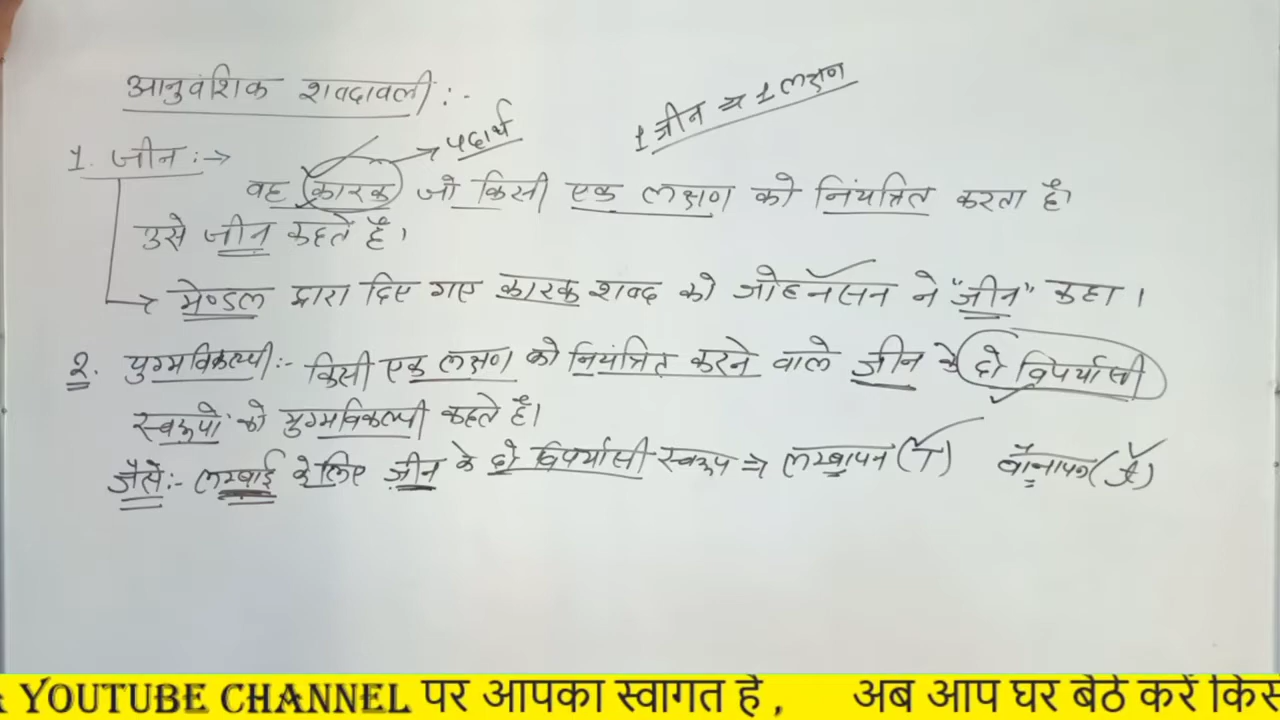 आनुवंशिक शब्दावली :-
1 जीन ⇒ 1 लक्षण
1. जीन :→
→ पदार्थ
वह कारक जो किसी एक लक्षण को नियंत्रित करता है।
उसे जीन कहते हैं।
→ मेण्डल द्वारा दिए गए कारक शब्द को जोहनसन ने "जीन" कहा।
2. युग्मविकल्पी :- किसी एक लक्षण को नियंत्रित करने वाले जीन के दो विपर्यासी
स्वरूपों को युग्मविकल्पी कहते हैं।
जैसे :- लम्बाई के लिए जीन के दो विपर्यासी स्वरूप ⇒ लम्बापन (T) बौनापन (t)
YOUTUBE CHANNEL पर आपका स्वागत है , अब आप घर बैठे करें किस